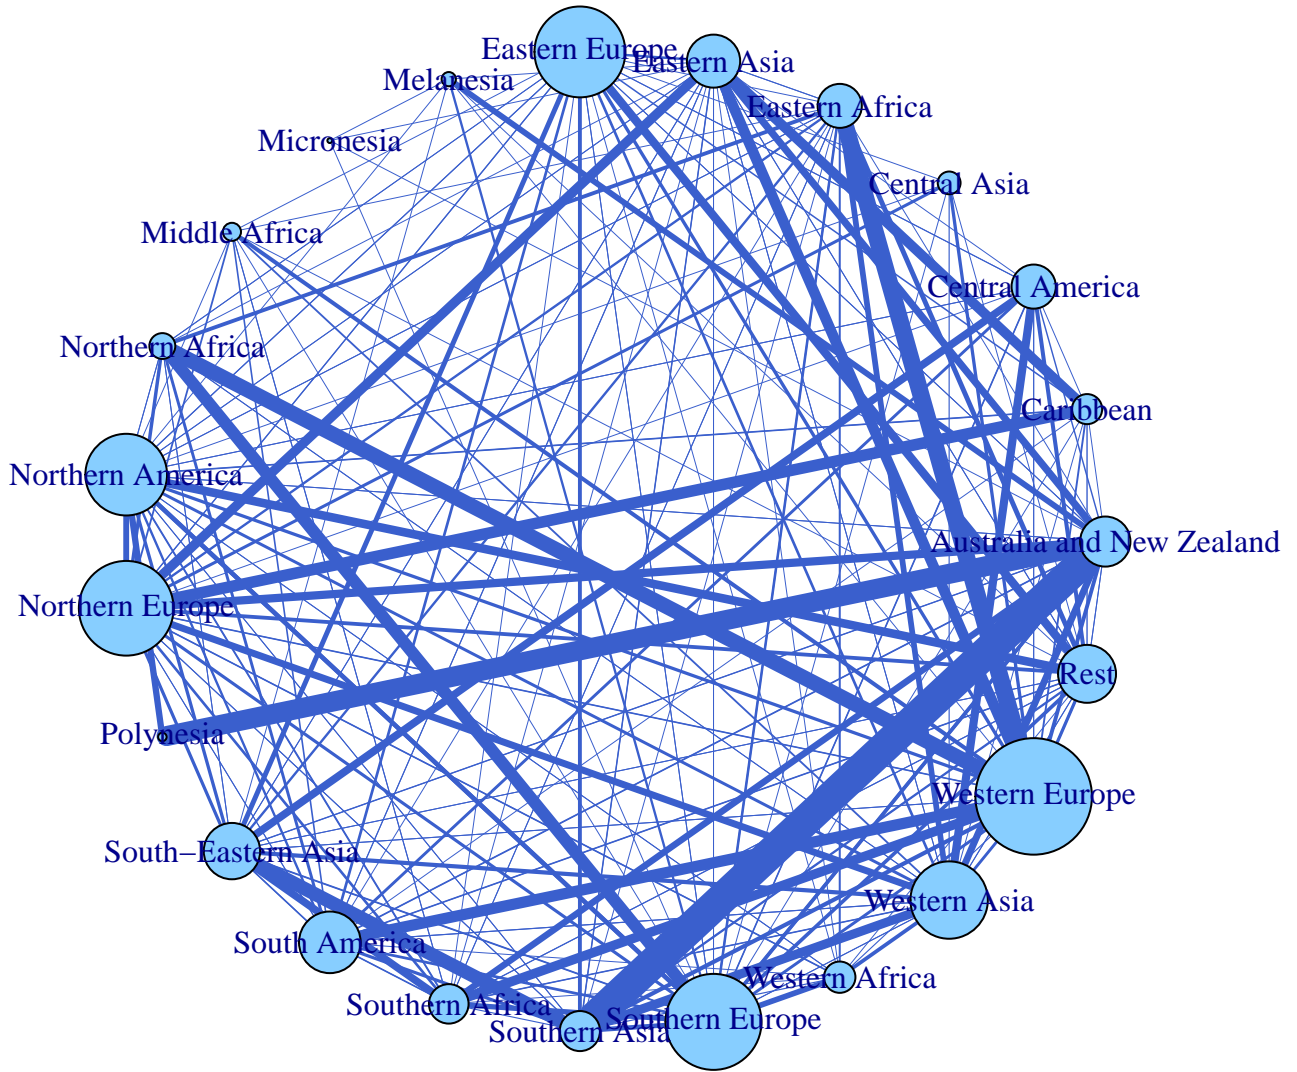 Eastern Europe
Eastern Asia
Melanesia
Eastern Africa
Micronesia
Central Asia
Middle Africa
Central America
Northern Africa
Caribbean
Northern America
Australia and New Zealand
Northern Europe
Rest
Polynesia
Western Europe
South−Eastern Asia
Western Asia
South America
Western Africa
Southern Africa
Southern Europe
Southern Asia